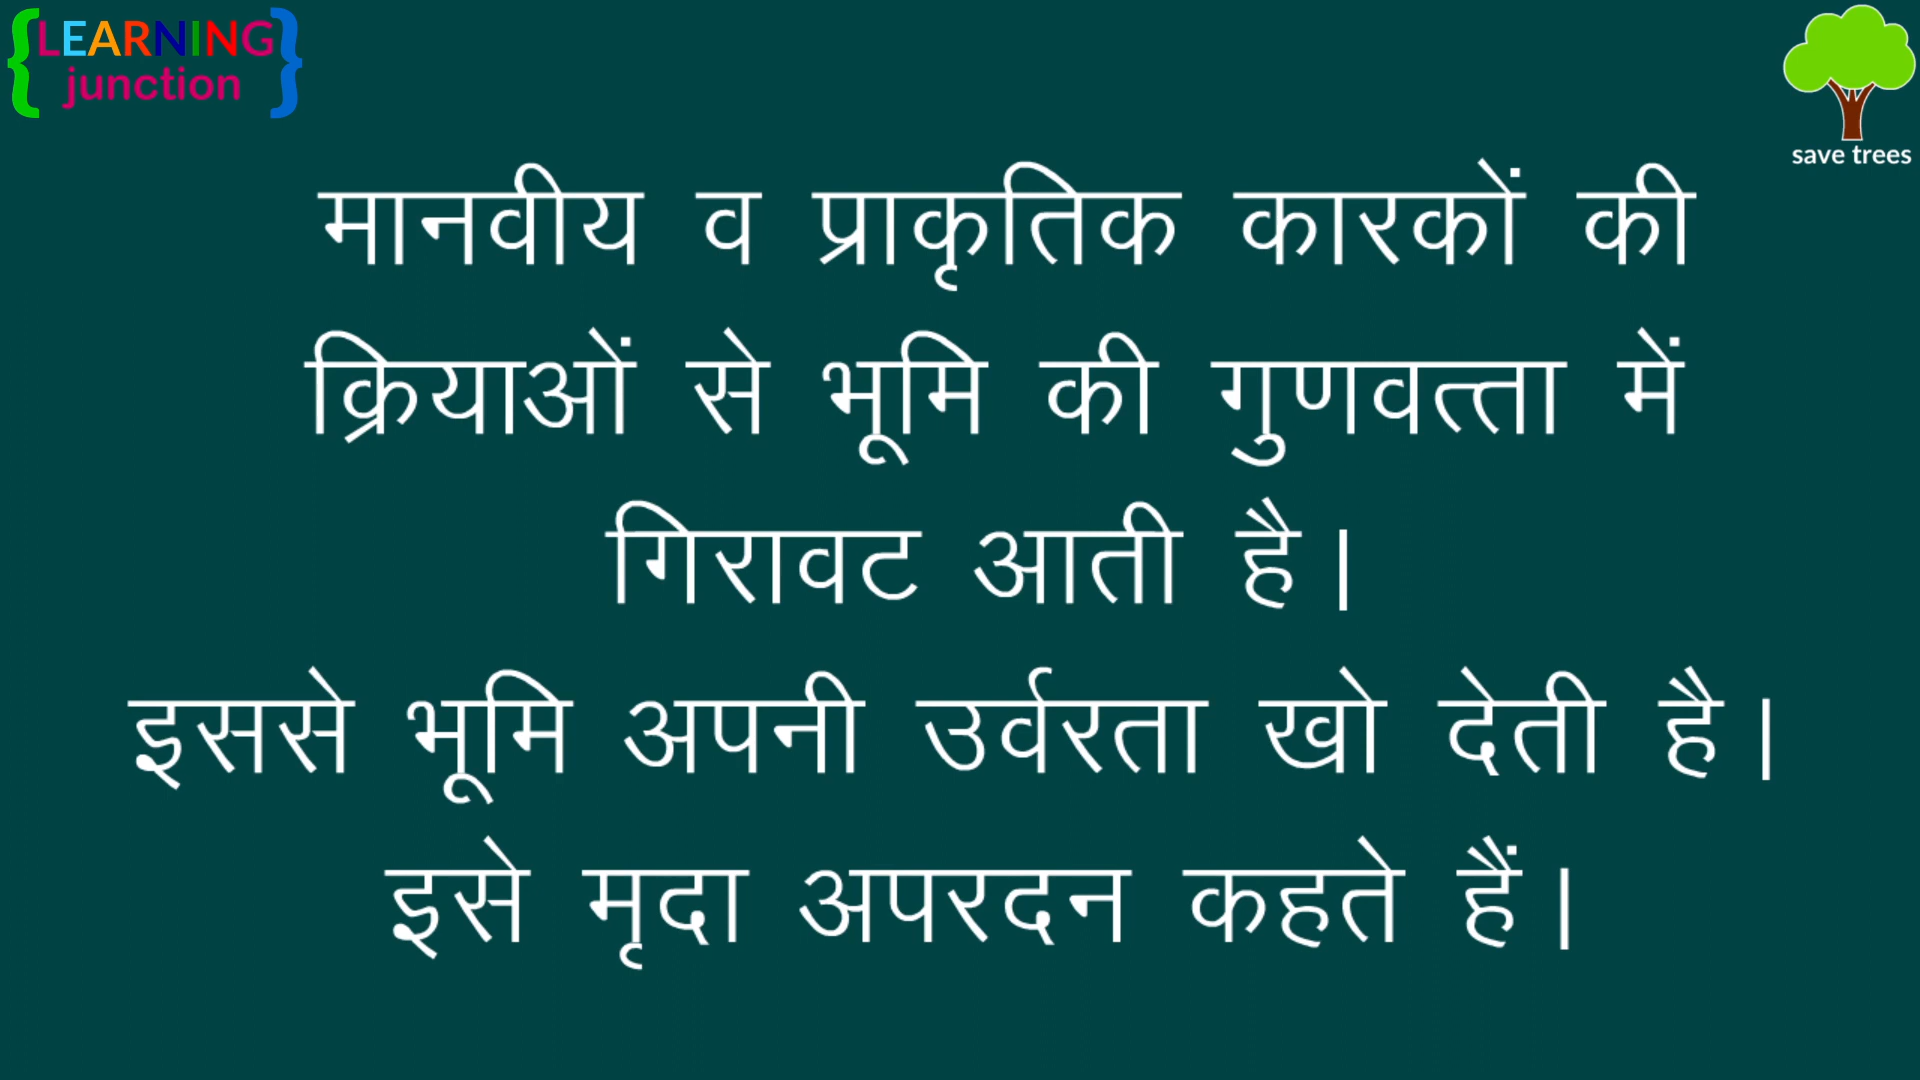 {LEARNING
junction}
save trees
मानवीय व प्राकृतिक कारकों की
क्रियाओं से भूमि की गुणवत्ता में
गिरावट आती है।
इससे भूमि अपनी उर्वरता खो देती है।
इसे मृदा अपरदन कहते हैं।